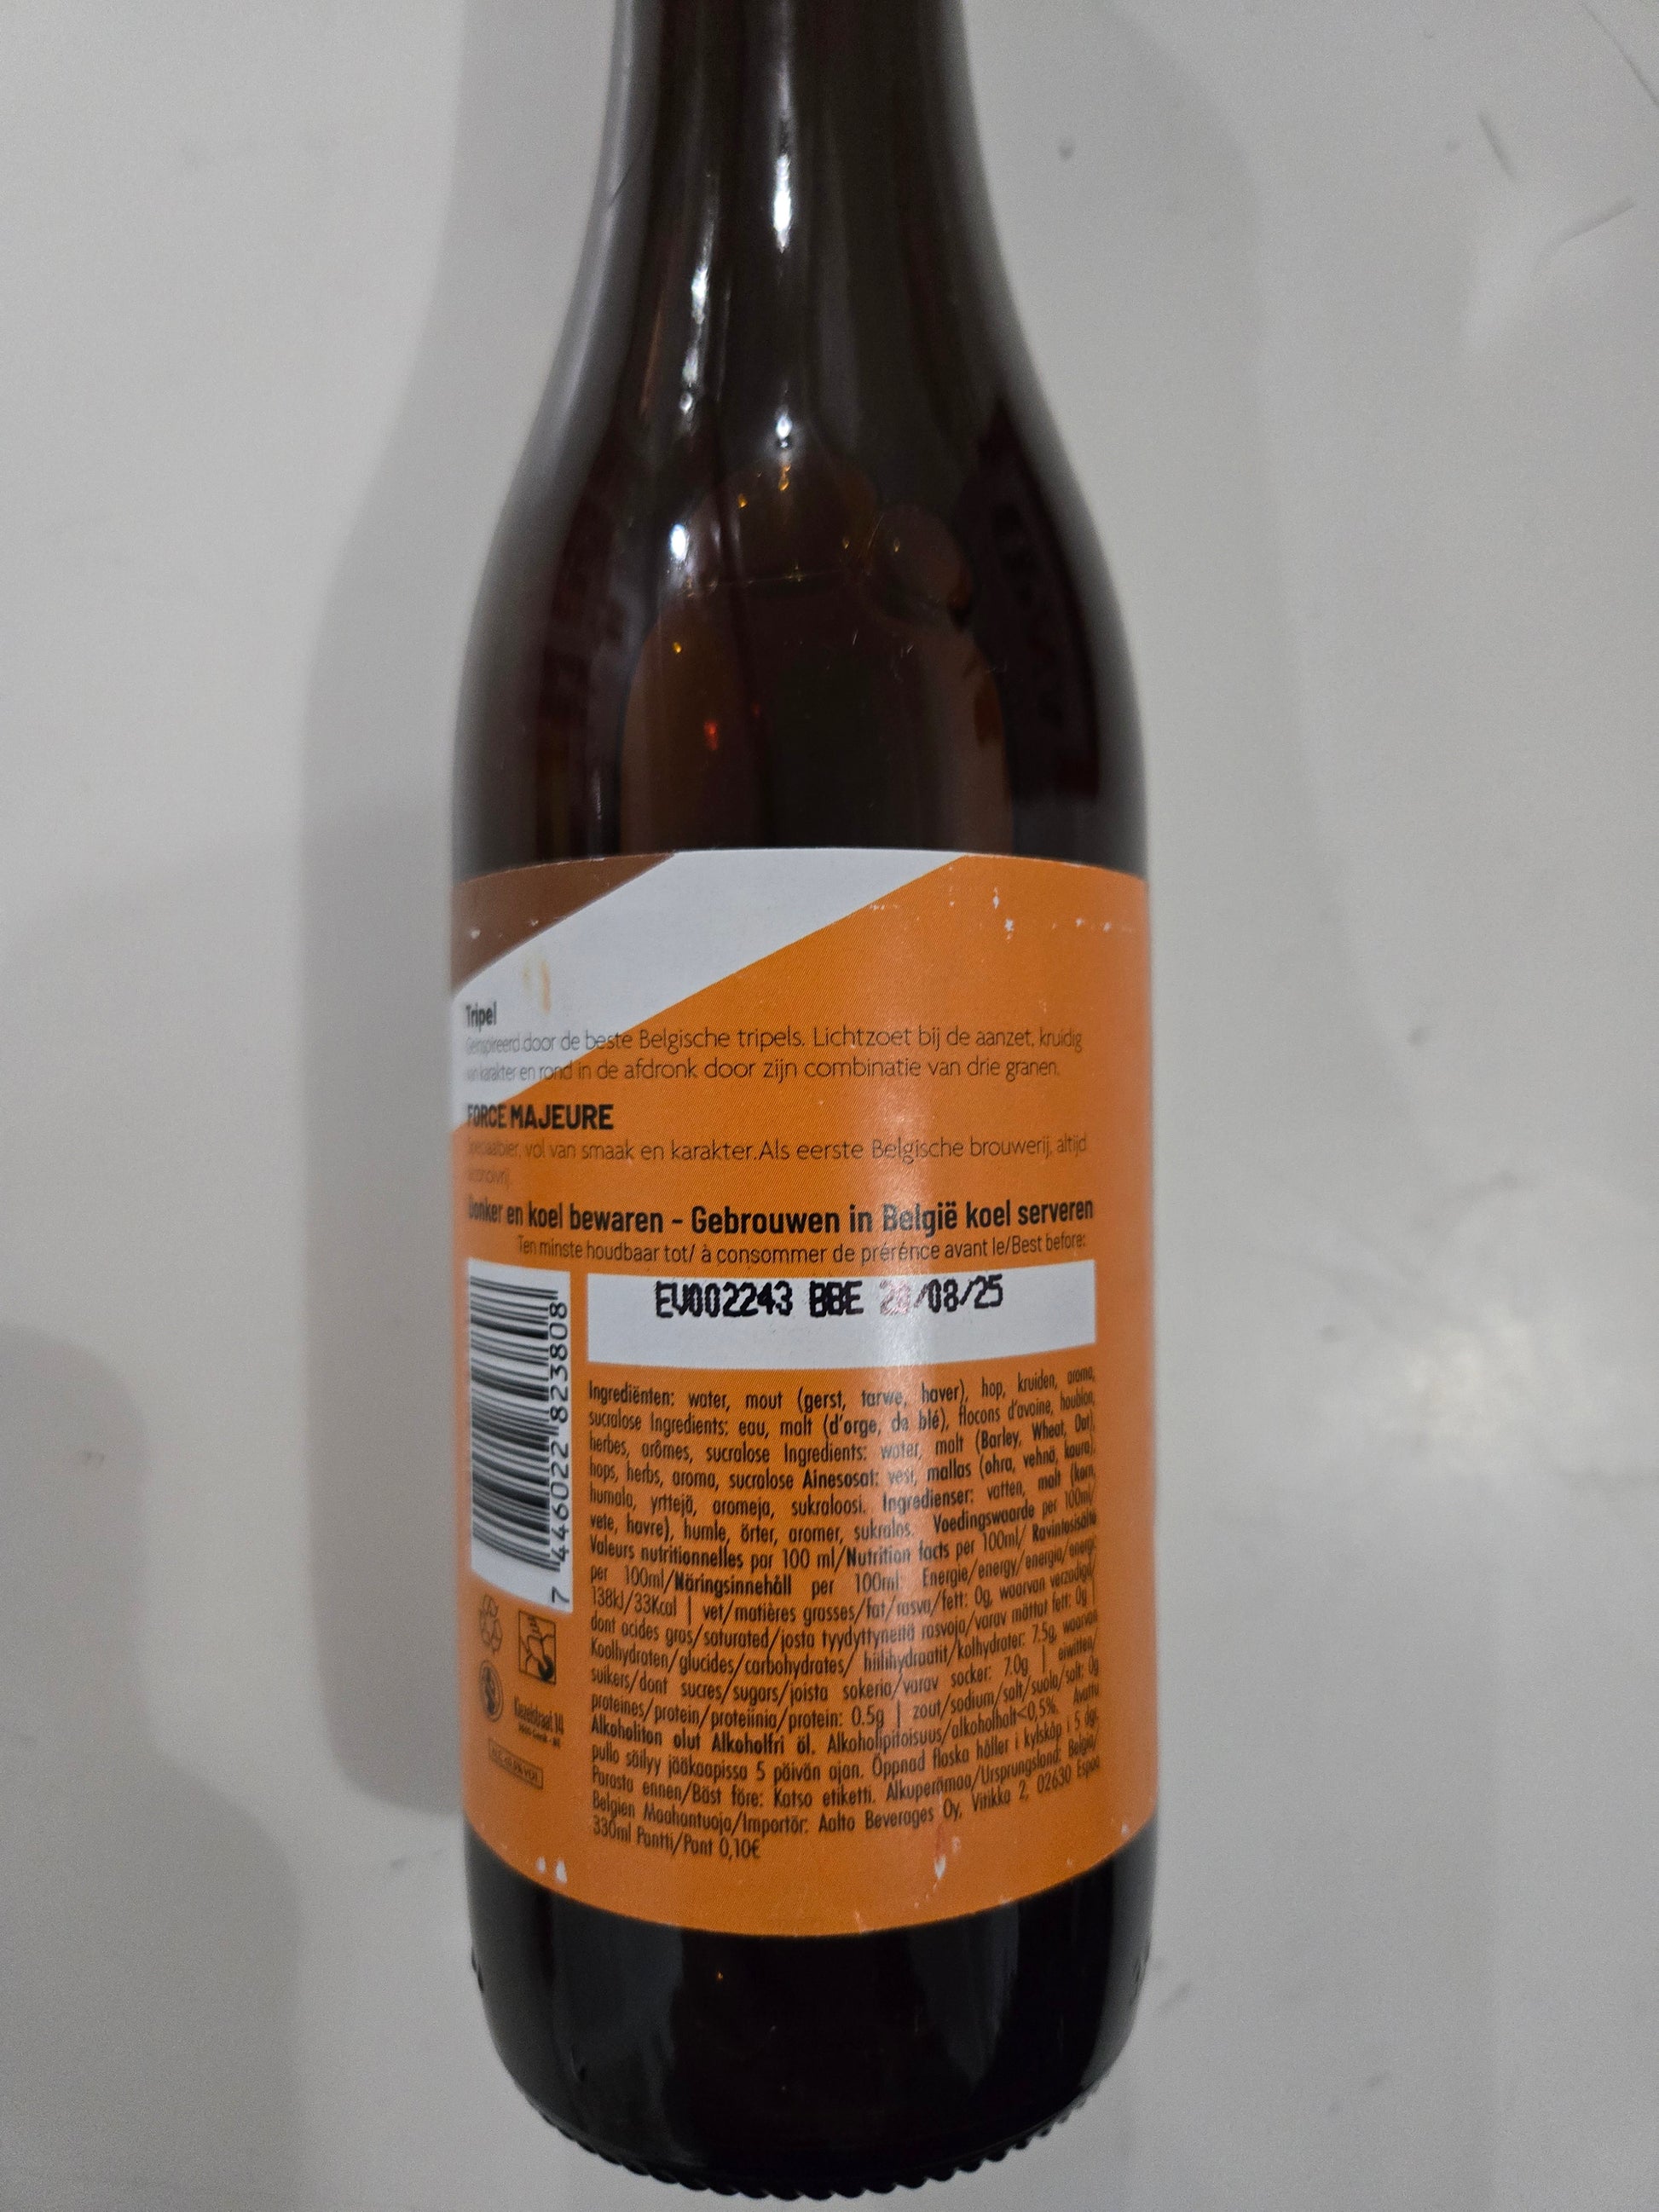 Tripel
Geïnspireerd door de beste Belgische tripels. Lichtzoet bij de aanzet, kruidig
van karakter en rond in de afdronk door zijn combinatie van drie granen.
FORCE MAJEURE
Speciaalbier, vol van smaak en karakter.Als eerste Belgische brouwerij, altijd
alcoholvrij.
Donker en koel bewaren - Gebrouwen in België koel serveren
Ten minste houdbaar tot/ à consommer de prérénce avant le/Best before:
EV002243 BBE /08/25
7 446022 823808
Ingrediënten: water, mout (gerst, tarwe, haver), hop, kruiden, aroma,
sucralose Ingredients: eau, malt (d'orge, de blé), flocons d'avoine, houblon,
herbes, arômes, sucralose Ingredients: water, malt (Barley, Wheat, Oat),
hops, herbs, aroma, sucralose Ainesosat: vesi, mallas (ohra, vehnä, kaura),
humala, yrttejä, aromeja, sukraloosi. Ingredienser: vatten, malt (korn,
vete, havre), humle, örter, aromer, sukralos. Voedingswaarde per 100ml/
Valeurs nutritionnelles par 100 ml/Nutrition facts per 100ml/ Ravintosisältö
per 100ml/Näringsinnehåll per 100ml: Energie/energy/energia/energi:
138kJ/33Kcal | vet/matières grasses/fat/rasva/fett: 0g, waarvan verzadigd/
dont acides gras/saturated/josta tyydyttyneitä rasvoja/varav mättat fett: 0g |
Koolhydraten/glucides/carbohydrates/ hiilihydraatit/kolhydrater: 7.5g, waarvan
suikers/dont sucres/sugars/joista sokeria/varav socker: 7.0g | eiwitten/
proteines/protein/proteiinia/protein: 0.5g | zout/sodium/salt/suola/salt: 0g
Alkoholiton olut Alkoholfri öl. Alkoholipitoisuus/alkoholhalt<0,5%. Avattu
pullo säilyy jääkaapissa 5 päivän ajan. Öppnad flaska håller i kylskåp i 5 dgr.
Parasta ennen/Bäst före: Katso etiketti. Alkuperämaa/Ursprungsland: Belgia/
Belgien Maahantuoja/Importör: Aalto Beverages Oy, Vitikka 2, 02630 Espoo
330ml Pantti/Pant 0,10€